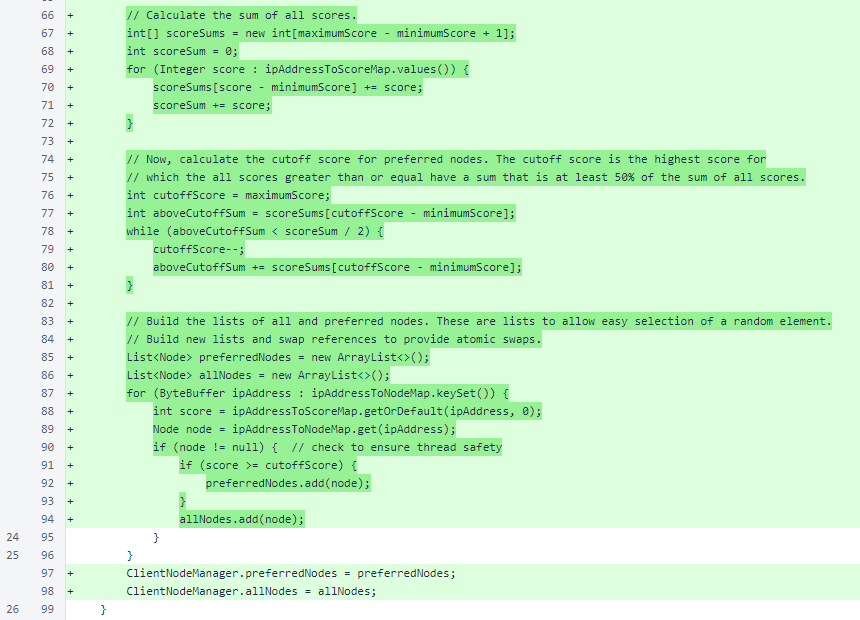 66 + // Calculate the sum of all scores.
67 + int[] scoreSums = new int[maximumScore - minimumScore + 1];
68 + int scoreSum = 0;
69 + for (Integer score : ipAddressToScoreMap.values()) {
70 + scoreSums[score - minimumScore] += score;
71 + scoreSum += score;
72 + }
73 +
74 + // Now, calculate the cutoff score for preferred nodes. The cutoff score is the highest score for
75 + // which the all scores greater than or equal have a sum that is at least 50% of the sum of all scores.
76 + int cutoffScore = maximumScore;
77 + int aboveCutoffSum = scoreSums[cutoffScore - minimumScore];
78 + while (aboveCutoffSum < scoreSum / 2) {
79 + cutoffScore--;
80 + aboveCutoffSum += scoreSums[cutoffScore - minimumScore];
81 + }
82 +
83 + // Build the lists of all and preferred nodes. These are lists to allow easy selection of a random element.
84 + // Build new lists and swap references to provide atomic swaps.
85 + List<Node> preferredNodes = new ArrayList<>();
86 + List<Node> allNodes = new ArrayList<>();
87 + for (ByteBuffer ipAddress : ipAddressToNodeMap.keySet()) {
88 + int score = ipAddressToScoreMap.getOrDefault(ipAddress, 0);
89 + Node node = ipAddressToNodeMap.get(ipAddress);
90 + if (node != null) {  // check to ensure thread safety
91 + if (score >= cutoffScore) {
92 + preferredNodes.add(node);
93 + }
94 + allNodes.add(node);
24 95 }
25 96 }
97 + ClientNodeManager.preferredNodes = preferredNodes;
98 + ClientNodeManager.allNodes = allNodes;
26 99 }